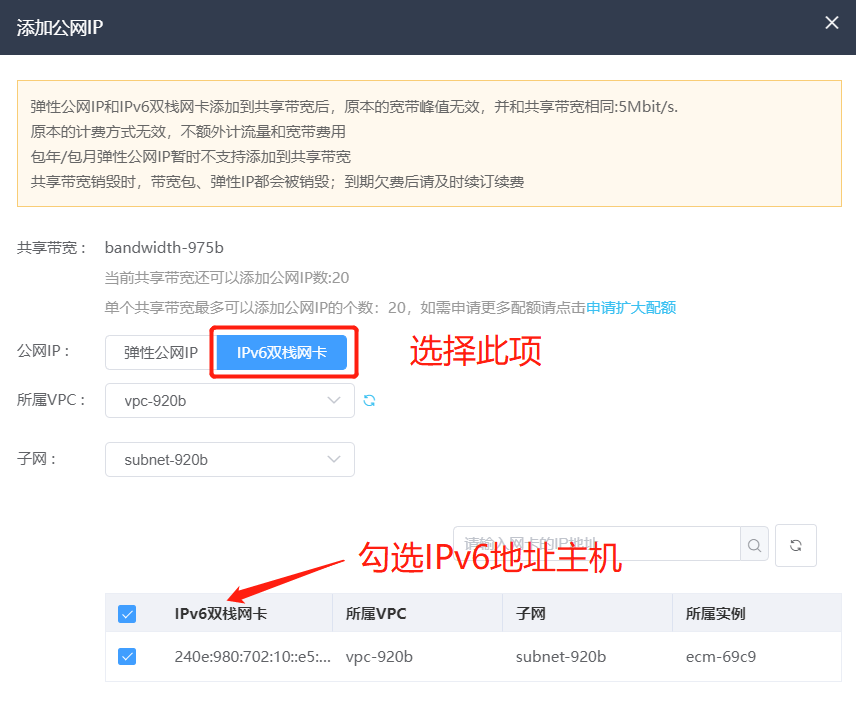 添加公网IP
弹性公网IP和IPv6双栈网卡添加到共享带宽后，原本的宽带峰值无效，并和共享带宽相同:5Mbit/s.
原本的计费方式无效，不额外计流量和宽带费用
包年/包月弹性公网IP暂时不支持添加到共享带宽
共享带宽销毁时，带宽包、弹性IP都会被销毁；到期欠费后请及时续订续费
共享带宽： bandwidth-975b
当前共享带宽还可以添加公网IP数:20
单个共享带宽最多可以添加公网IP的个数：20，如需申请更多配额请点击申请扩大配额
公网IP： 弹性公网IP IPv6双栈网卡 选择此项
所属VPC： vpc-920b
子网： subnet-920b
请输入网卡的IP地址
勾选IPv6地址主机
IPv6双栈网卡 所属VPC 子网 所属实例
240e:980:702:10::e5:... vpc-920b subnet-920b ecm-69c9